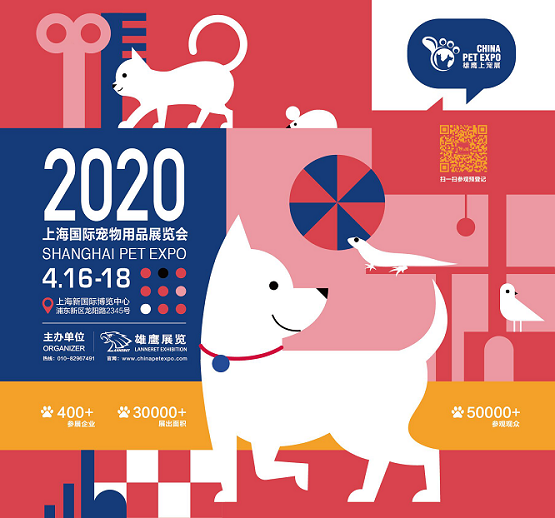 CHINA
PET EXPO
雄鹰上宠展
扫一扫参观预登记
2020
上海国际宠物用品展览会
SHANGHAI PET EXPO
4.16-18
上海新国际博览中心
浦东新区龙阳路2345号
主办单位
ORGANIZER
雄鹰展览
LANNERET EXHIBITION
热线：010-82967491
官网：www.chinapetexpo.com
400+
参展企业
30000+
展出面积
50000+
参观观众